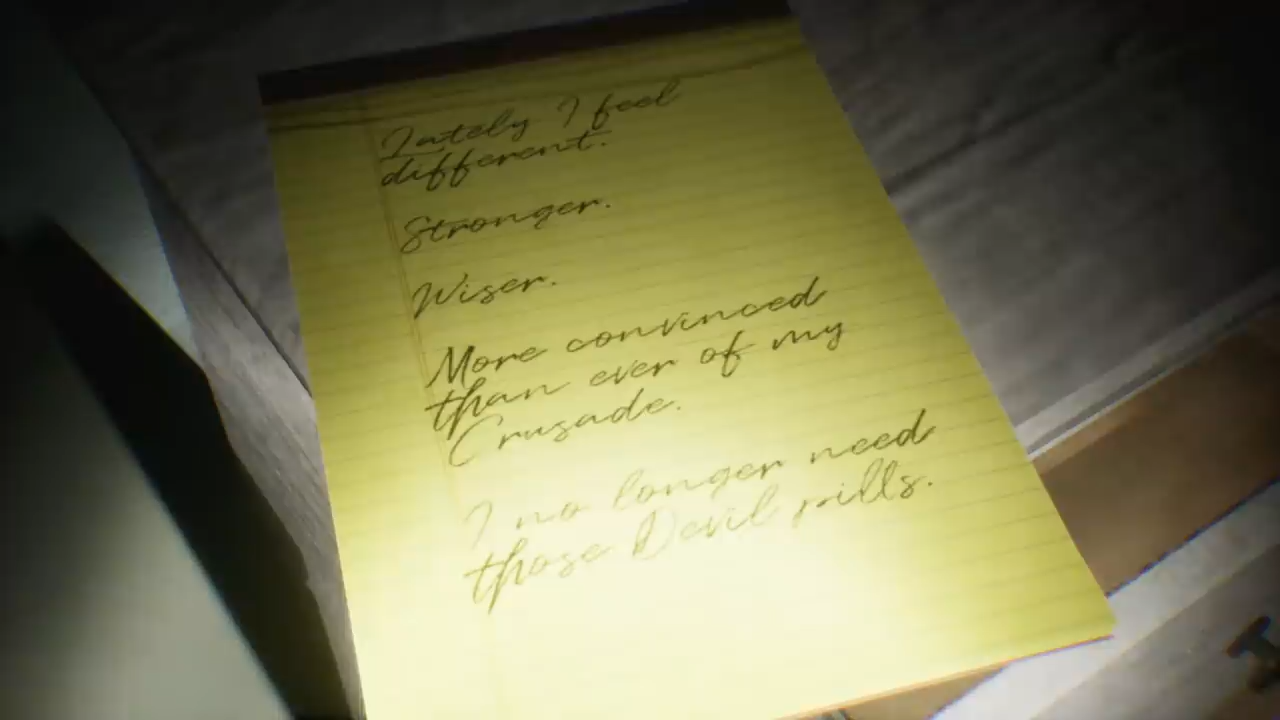 Lately I feel
different.
Stronger.
Wiser.
More convinced
than ever of my
Crusade.
I no longer need
those Devil pills.